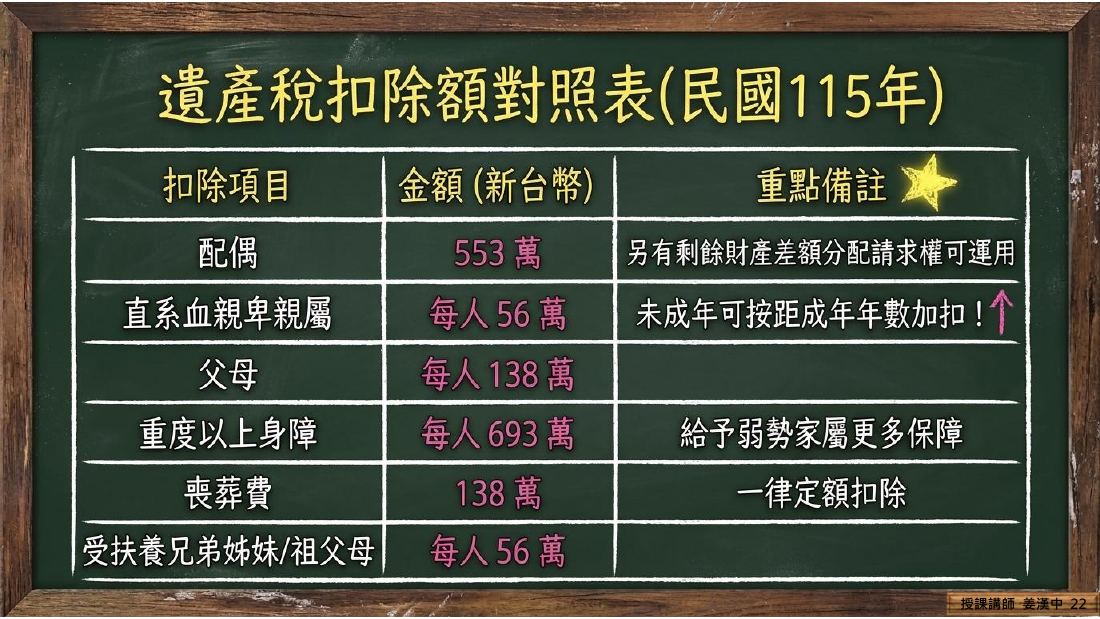 遺產稅扣除額對照表(民國115年)
扣除項目 金額 (新台幣) 重點備註
配偶 553 萬 另有剩餘財產差額分配請求權可運用
直系血親卑親屬 每人 56 萬 未成年可按距成年年數加扣！
父母 每人 138 萬
重度以上身障 每人 693 萬 給予弱勢家屬更多保障
喪葬費 138 萬 一律定額扣除
受扶養兄弟姊妹/祖父母 每人 56 萬
授課講師 姜漢中 22